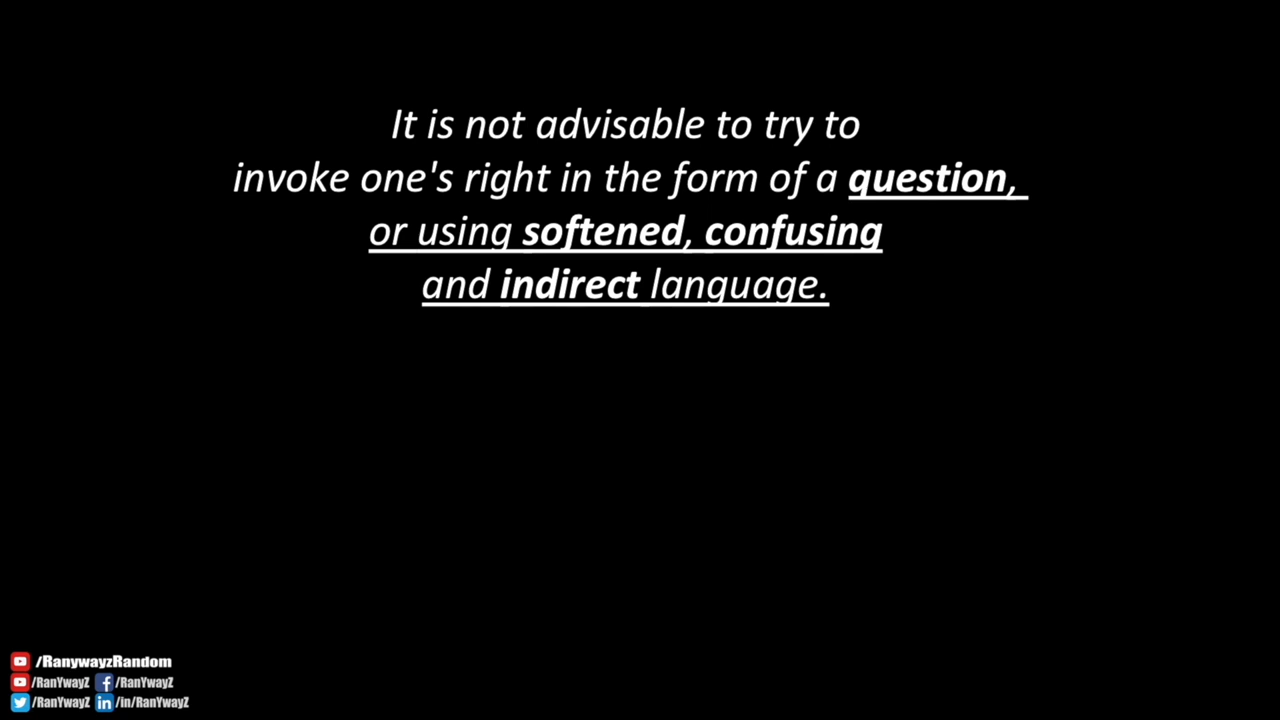 It is not advisable to try to
invoke one's right in the form of a question,
or using softened, confusing
and indirect language.
/RanywayzRandom
/RanYwayZ /RanYwayZ
/RanYwayZ /in/RanYwayZ